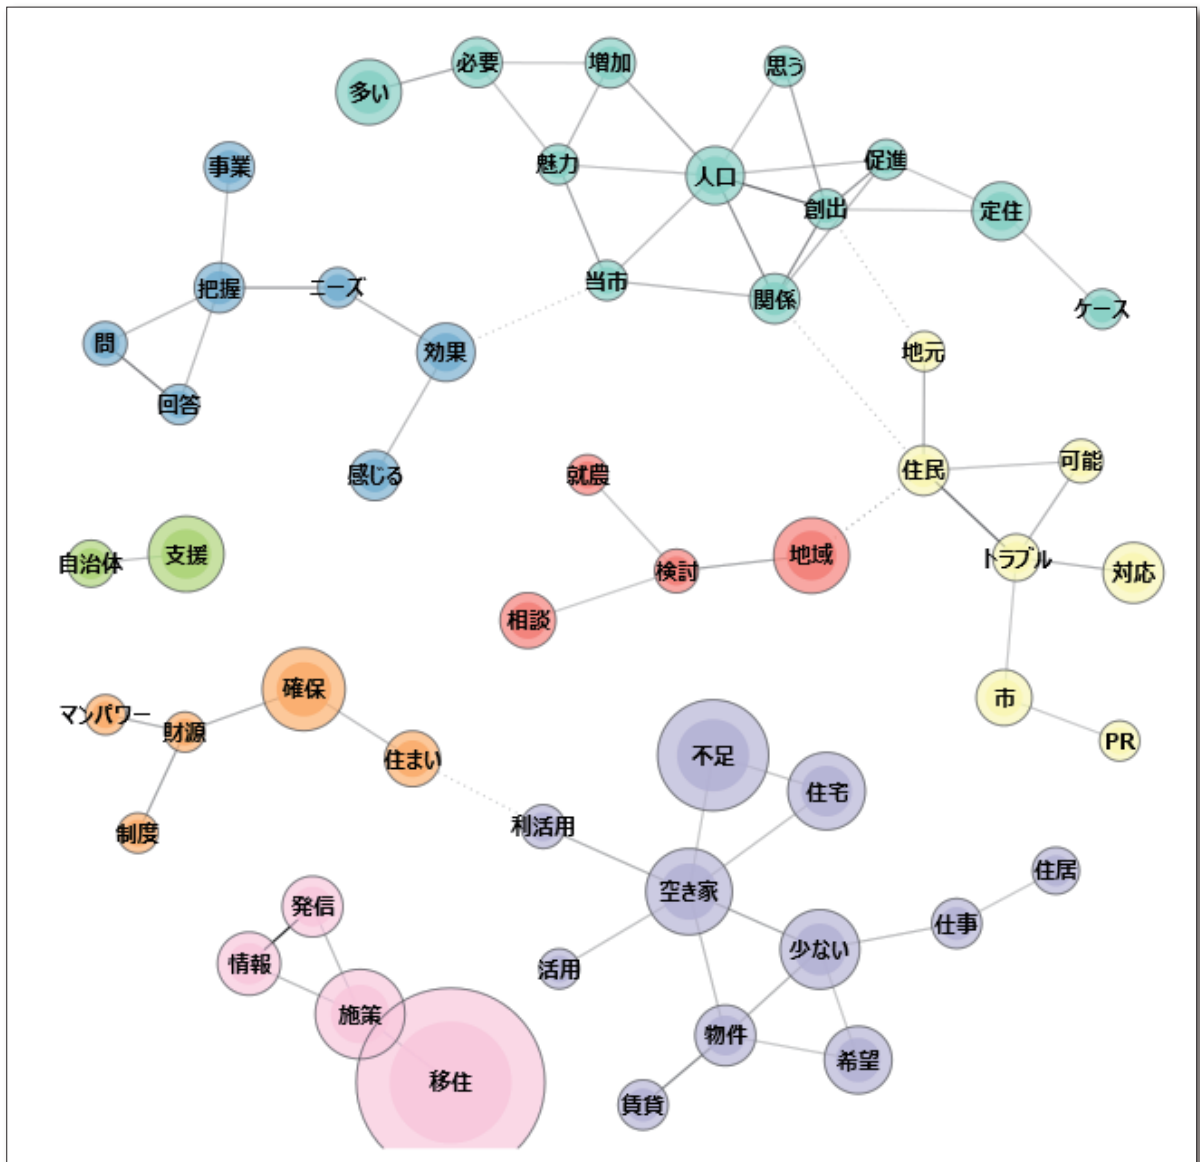 必要
増加
思う
多い
魅力
人口
促進
事業
創出
定住
当市
関係
把握
ニーズ
ケース
問
効果
地元
回答
感じる
就農
住民
可能
自治体
支援
検討
地域
トラブル
対応
相談
確保
市
マンパワー
財源
住まい
不足
住宅
PR
制度
利活用
空き家
住居
発信
情報
活用
少ない
仕事
施策
物件
希望
移住
賃貸